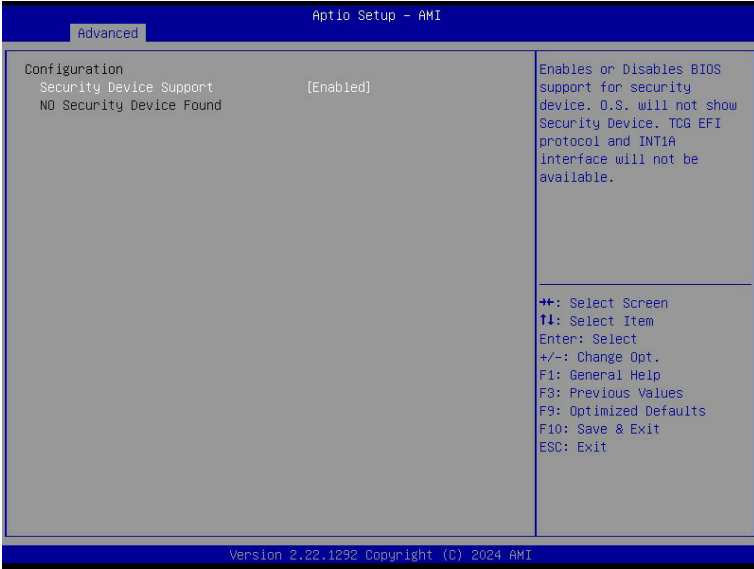 Aptio Setup – AMI
Advanced
Configuration
Security Device Support [Enabled]
NO Security Device Found
Enables or Disables BIOS
support for security
device. O.S. will not show
Security Device. TCG EFI
protocol and INT1A
interface will not be
available.
→←: Select Screen
↑↓: Select Item
Enter: Select
+/-: Change Opt.
F1: General Help
F3: Previous Values
F9: Optimized Defaults
F10: Save & Exit
ESC: Exit
Version 2.22.1292 Copyright (C) 2024 AMI